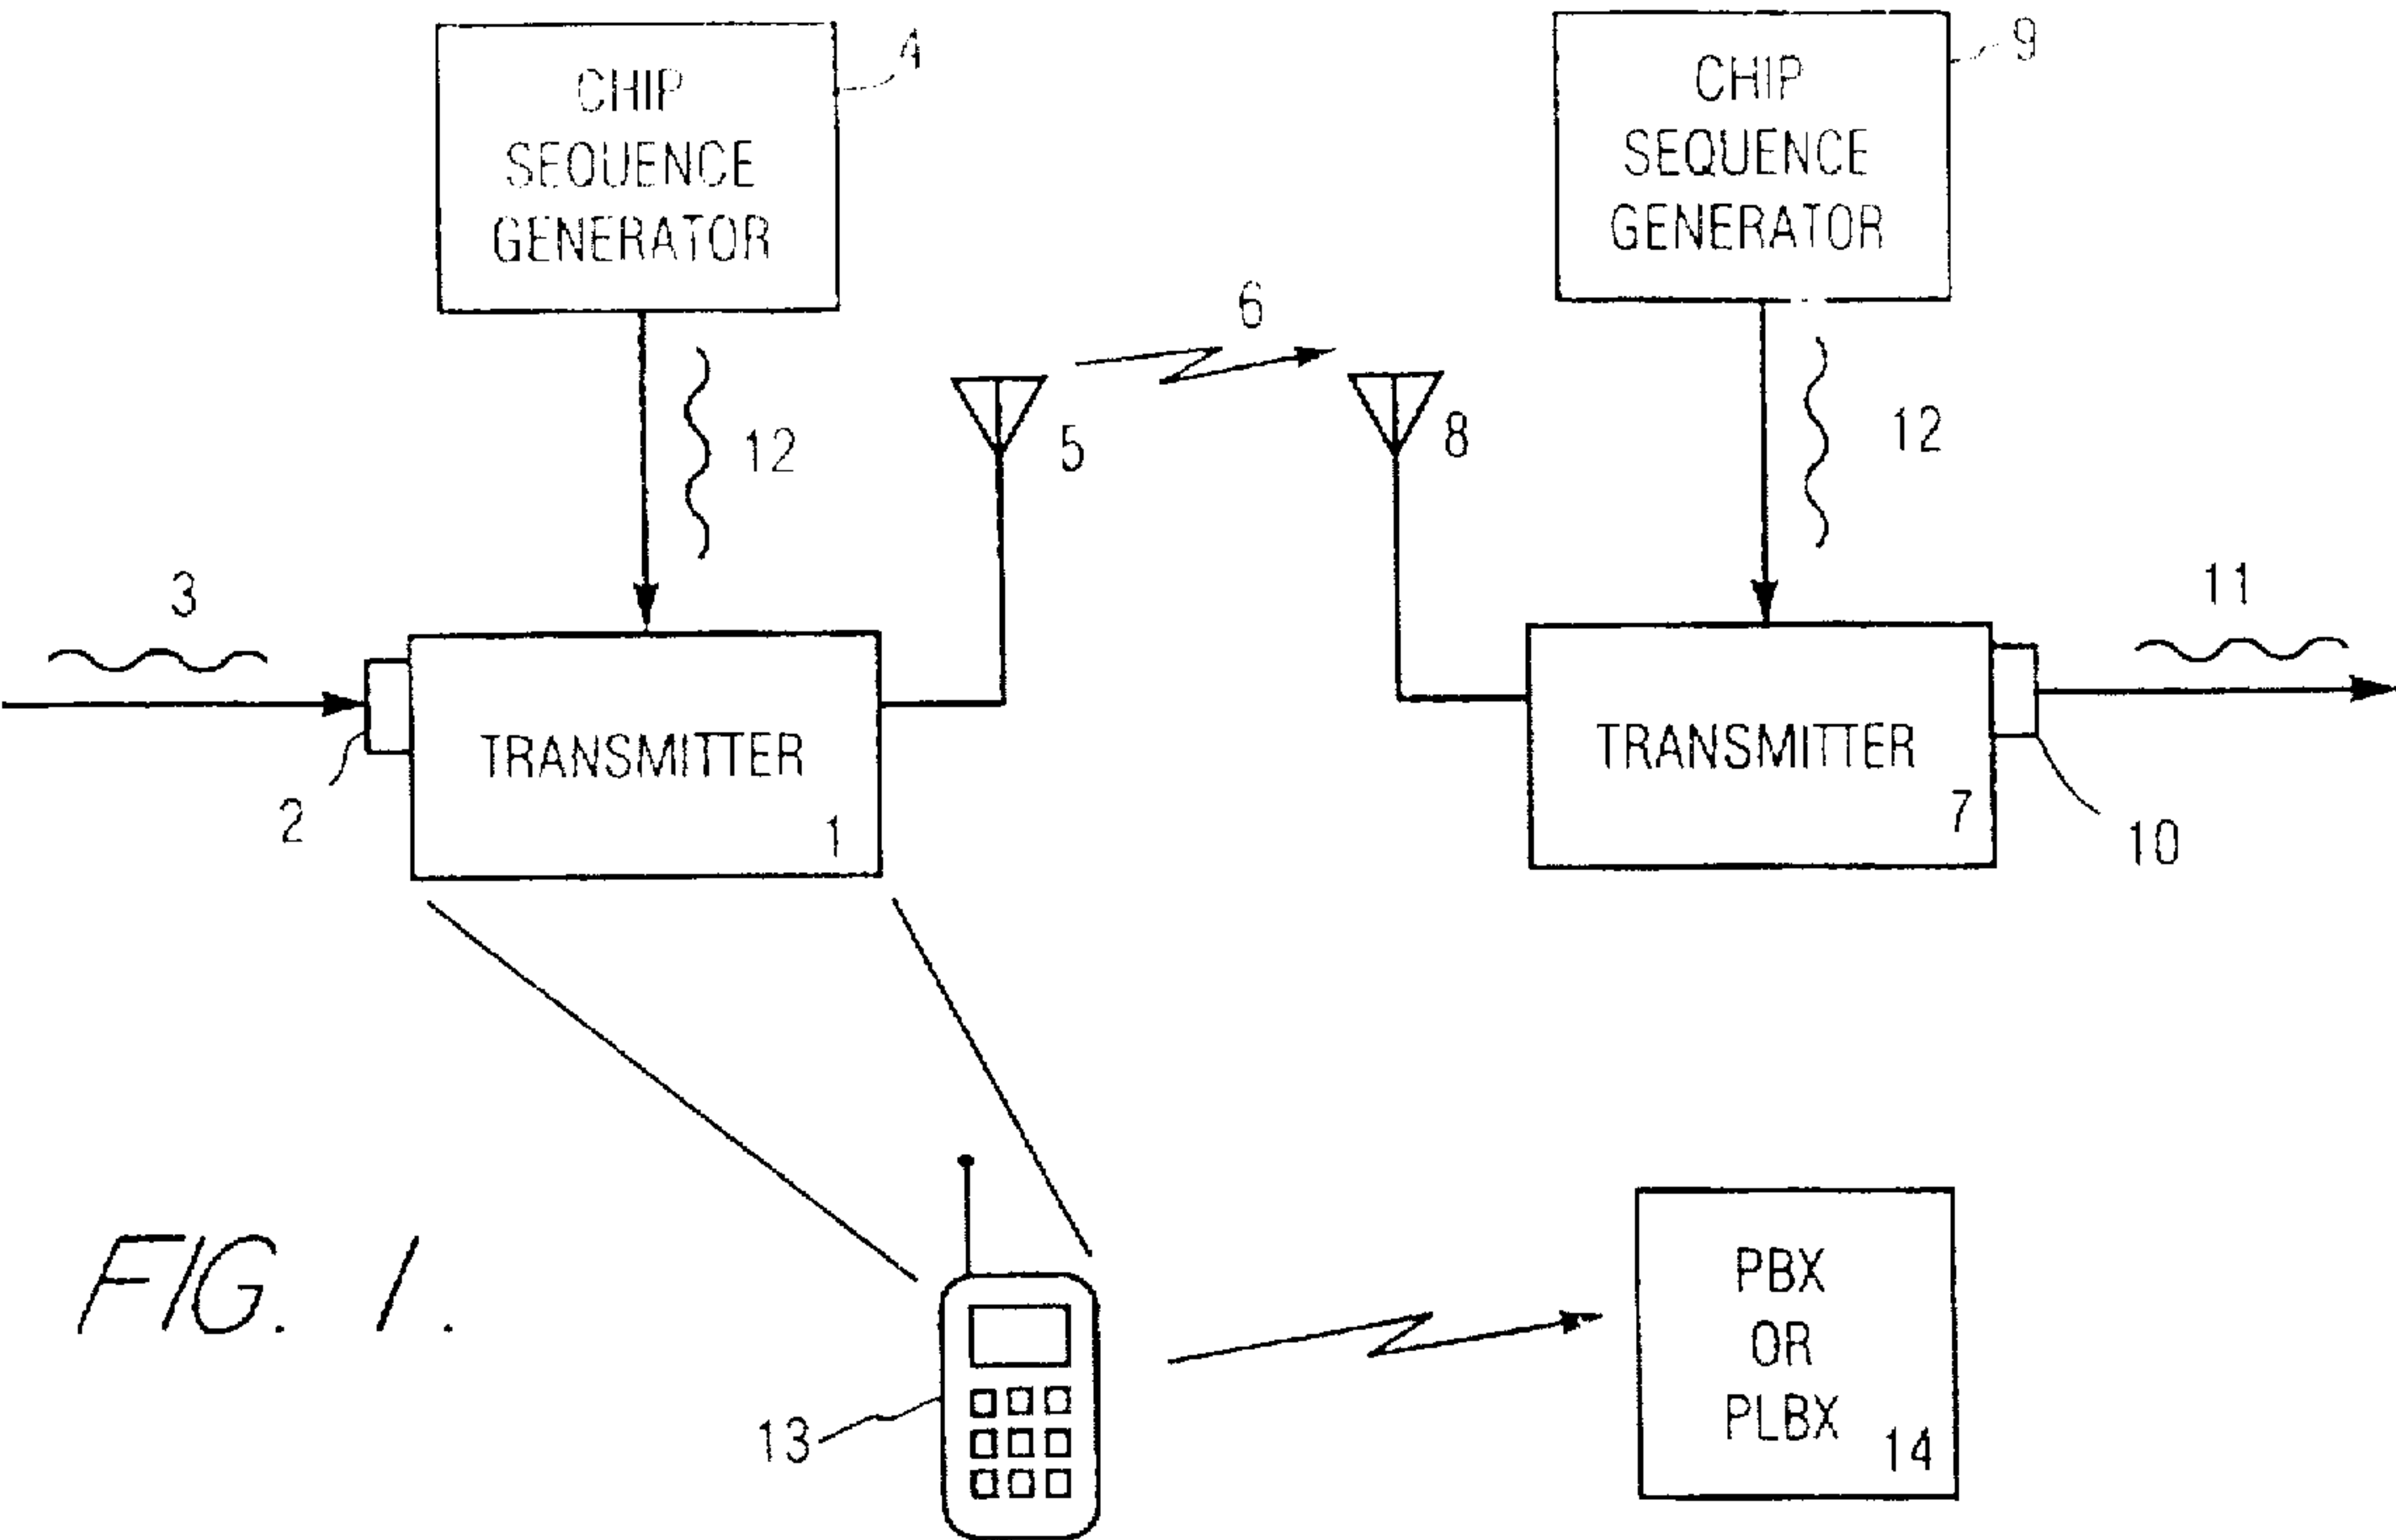 CHIP
SEQUENCE
GENERATOR
4
CHIP
SEQUENCE
GENERATOR
9
6
12
5
8
12
3
11
2
TRANSMITTER
1
TRANSMITTER
7
10
FIG. 1.
13
PBX
OR
PLBX
14